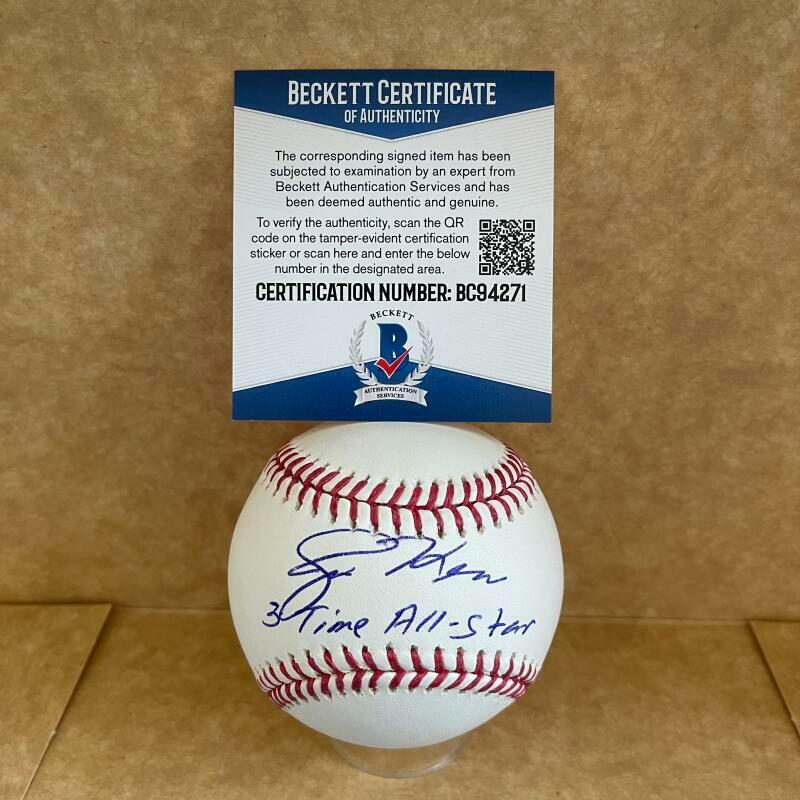 BECKETT CERTIFICATE
OF AUTHENTICITY
The corresponding signed item has been
subjected to examination by an expert from
Beckett Authentication Services and has
been deemed authentic and genuine.
To verify the authenticity, scan the QR
code on the tamper-evident certification
sticker or scan here and enter the below
number in the designated area.
CERTIFICATION NUMBER: BC94271
BECKETT
B
AUTHENTICATION
SERVICES
3 Time All-Star